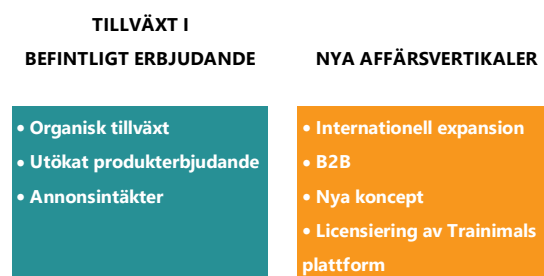 TILLVÄXT I
BEFINTLIGT ERBJUDANDE
• Organisk tillväxt
• Utökat produkterbjudande
• Annonsintäkter
NYA AFFÄRSVERTIKALER
• Internationell expansion
• B2B
• Nya koncept
• Licensiering av Trainimals
plattform